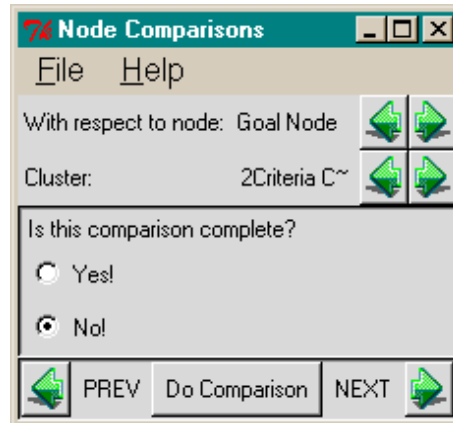 7% Node Comparisons
File Help
With respect to node: Goal Node
Cluster: 2Criteria C~
Is this comparison complete?
Yes!
No!
PREV Do Comparison NEXT